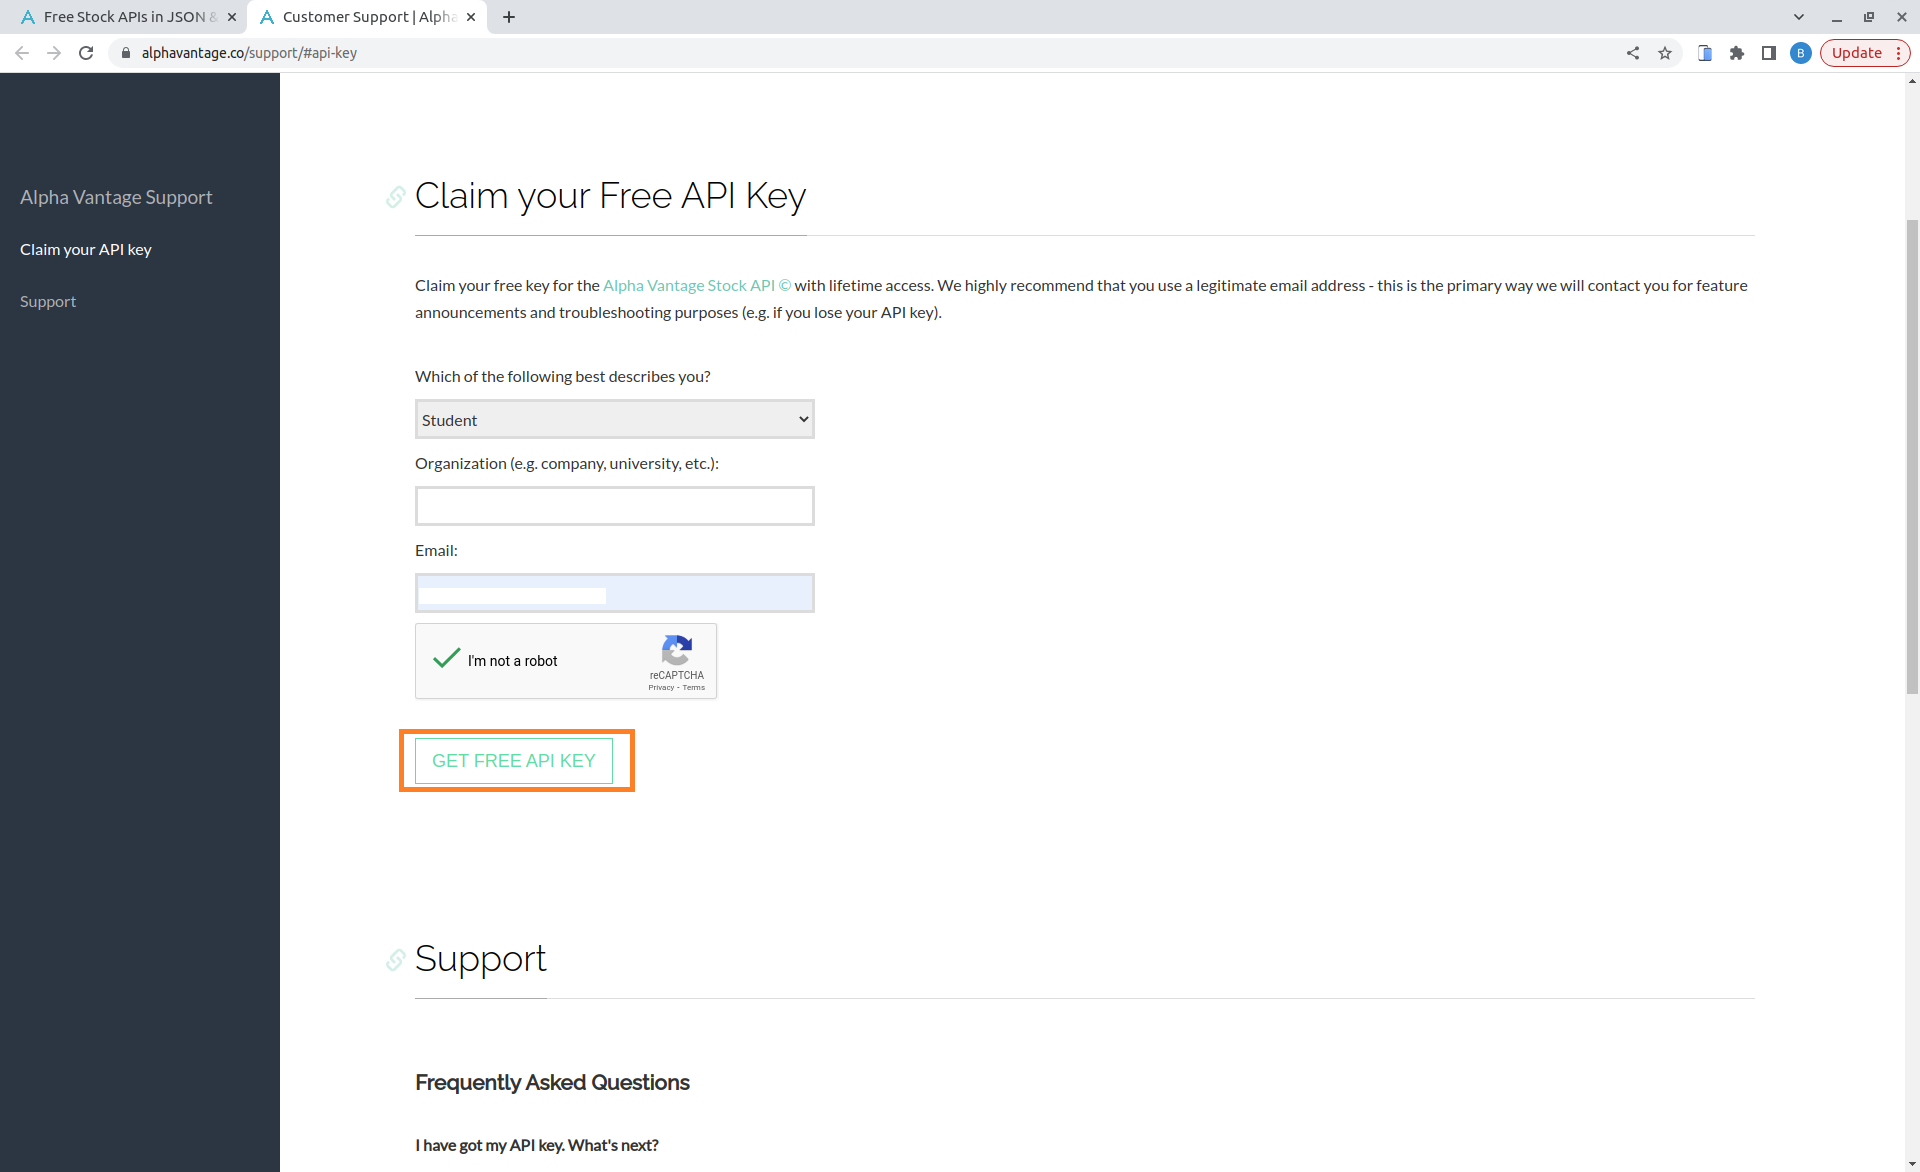 Free Stock APIs in JSON &
Customer Support | Alpha
alphavantage.co/support/#api-key
B
Update
Alpha Vantage Support
Claim your API key
Support
Claim your Free API Key
Claim your free key for the Alpha Vantage Stock API © with lifetime access. We highly recommend that you use a legitimate email address - this is the primary way we will contact you for feature
announcements and troubleshooting purposes (e.g. if you lose your API key).
Which of the following best describes you?
Student
Organization (e.g. company, university, etc.):
Email:
I'm not a robot
reCAPTCHA
Privacy - Terms
GET FREE API KEY
Support
Frequently Asked Questions
I have got my API key. What's next?